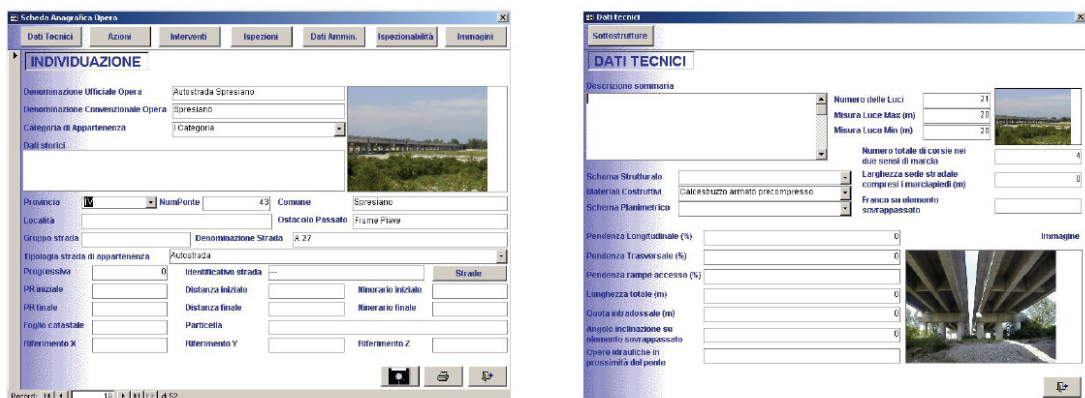 Scheda Anagrafica Opera
Dati Tecnici Azioni Interventi Ispezioni Dati Ammin. Ispezionabilità Immagini
INDIVIDUAZIONE
Denominazione Ufficiale Opera Autostrada Spresiano
Denominazione Convenzionale Opera Spresiano
Categoria di Appartenenza I Categoria
Dati storici
Provincia NumPonte 43 Comune Spresiano
Località Ostacolo Passato Fiume Piave
Gruppo strada Denominazione Strada A 27
Tipologia strada di appartenenza Autostrada
Progressiva 0 Identificativo strada --- Strade
PR iniziale Distanza iniziale Itinerario iniziale
PR finale Distanza finale Itinerario finale
Foglio catastale Particella
Riferimento X Riferimento Y Riferimento Z
Record: 18 di 52
Dati tecnici
Sottostrutture
DATI TECNICI
Descrizione sommaria
Numero delle Luci 21
Misura Luce Max (m) 20
Misura Luce Min (m) 20
Numero totale di corsie nei
due sensi di marcia 4
Schema Strutturale
Larghezza sede stradale
compresi i marciapiedi (m) 0
Materiali Costruttivi Calcestruzzo armato precompresso
Schema Planimetrico
Franco su elemento
sovrappassato
Pendenza Longitudinale (%) 0 Immagine
Pendenza Trasversale (%) 0
Pendenza rampe accesso (%)
Lunghezza totale (m) 0
Quota intradossale (m) 0
Angolo inclinazione su
elemento sovrappassato 0
Opere idrauliche in
prossimità del ponte